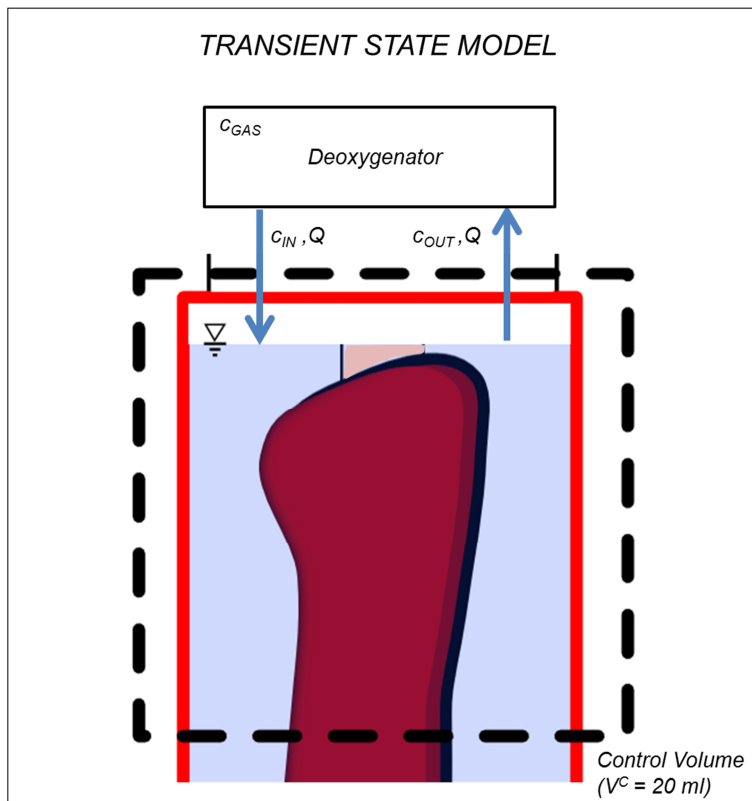 TRANSIENT STATE MODEL
cGAS
Deoxygenator
cIN ,Q
cOUT,Q
Control Volume
(VC = 20 ml)